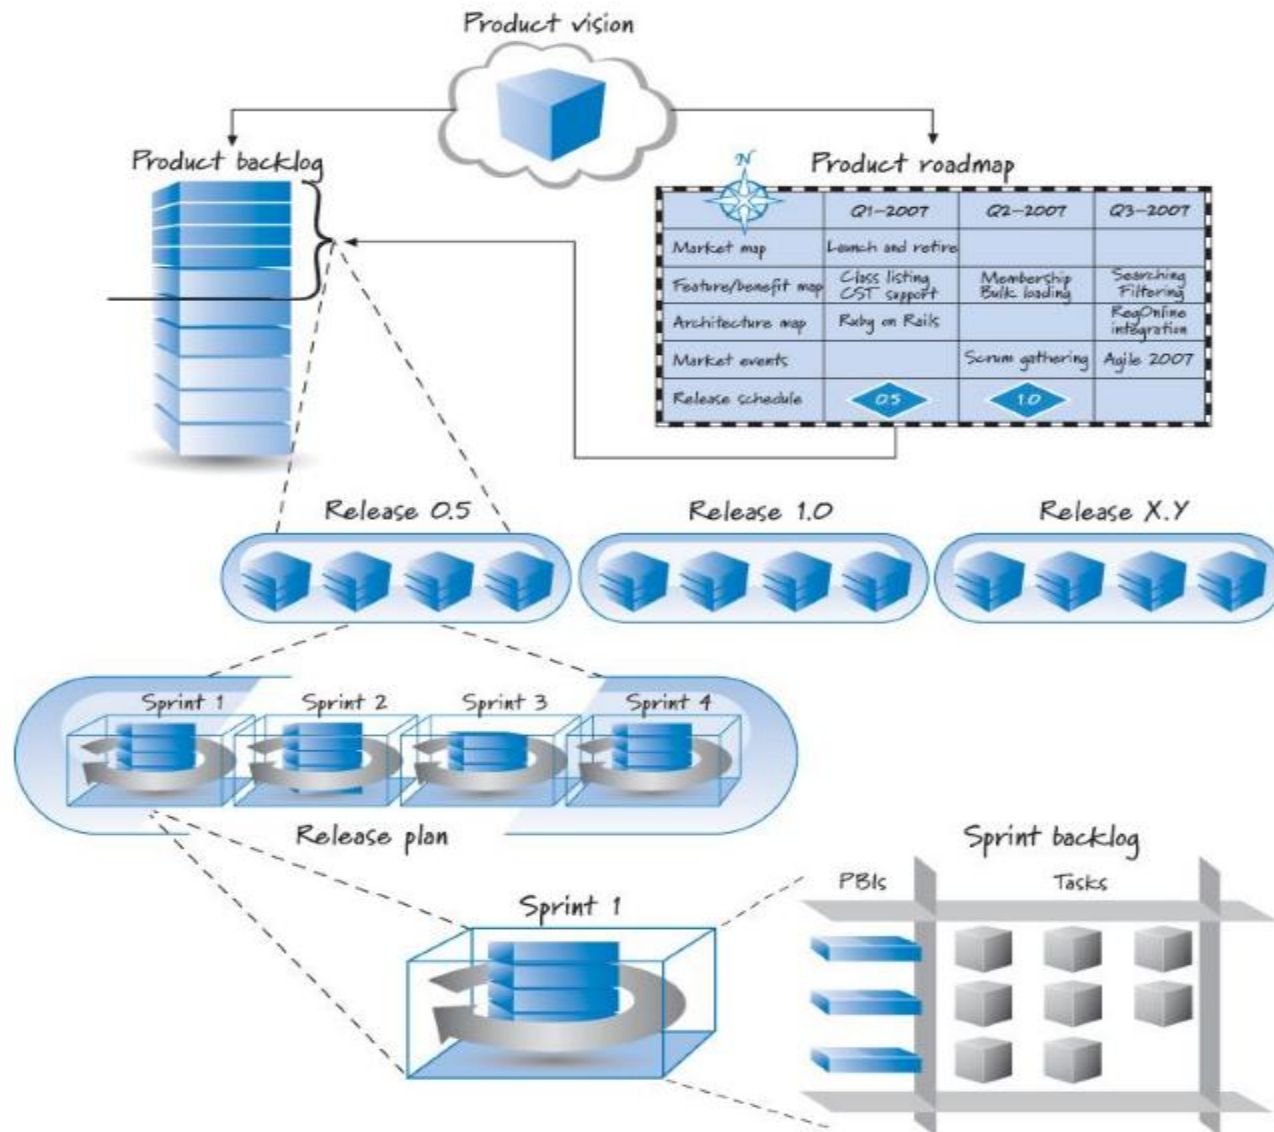 Product vision
Product backlog
Product roadmap
N
Q1-2007 Q2-2007 Q3-2007
Market map Launch and retire
Feature/benefit map Class listing CST support Membership Bulk loading Searching Filtering
Architecture map Ruby on Rails RegOnline integration
Market events Scrum gathering Agile 2007
Release schedule 0.5 1.0
Release 0.5 Release 1.0 Release X.Y
Sprint 1 Sprint 2 Sprint 3 Sprint 4
Release plan
Sprint backlog
PBIs Tasks
Sprint 1